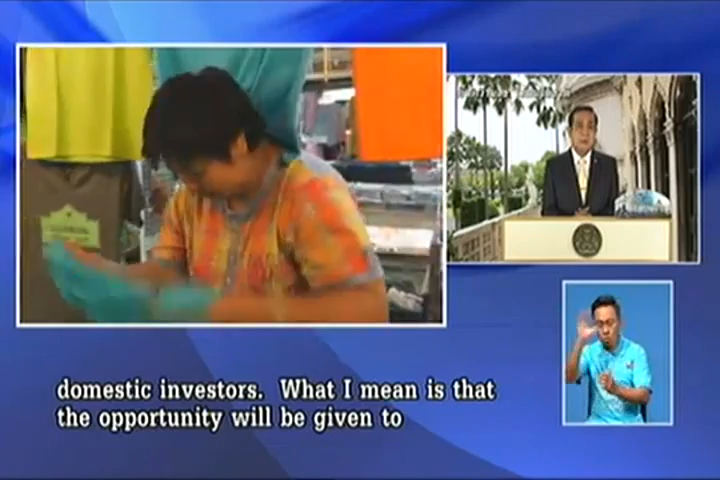 domestic investors.  What I mean is that
the opportunity will be given to